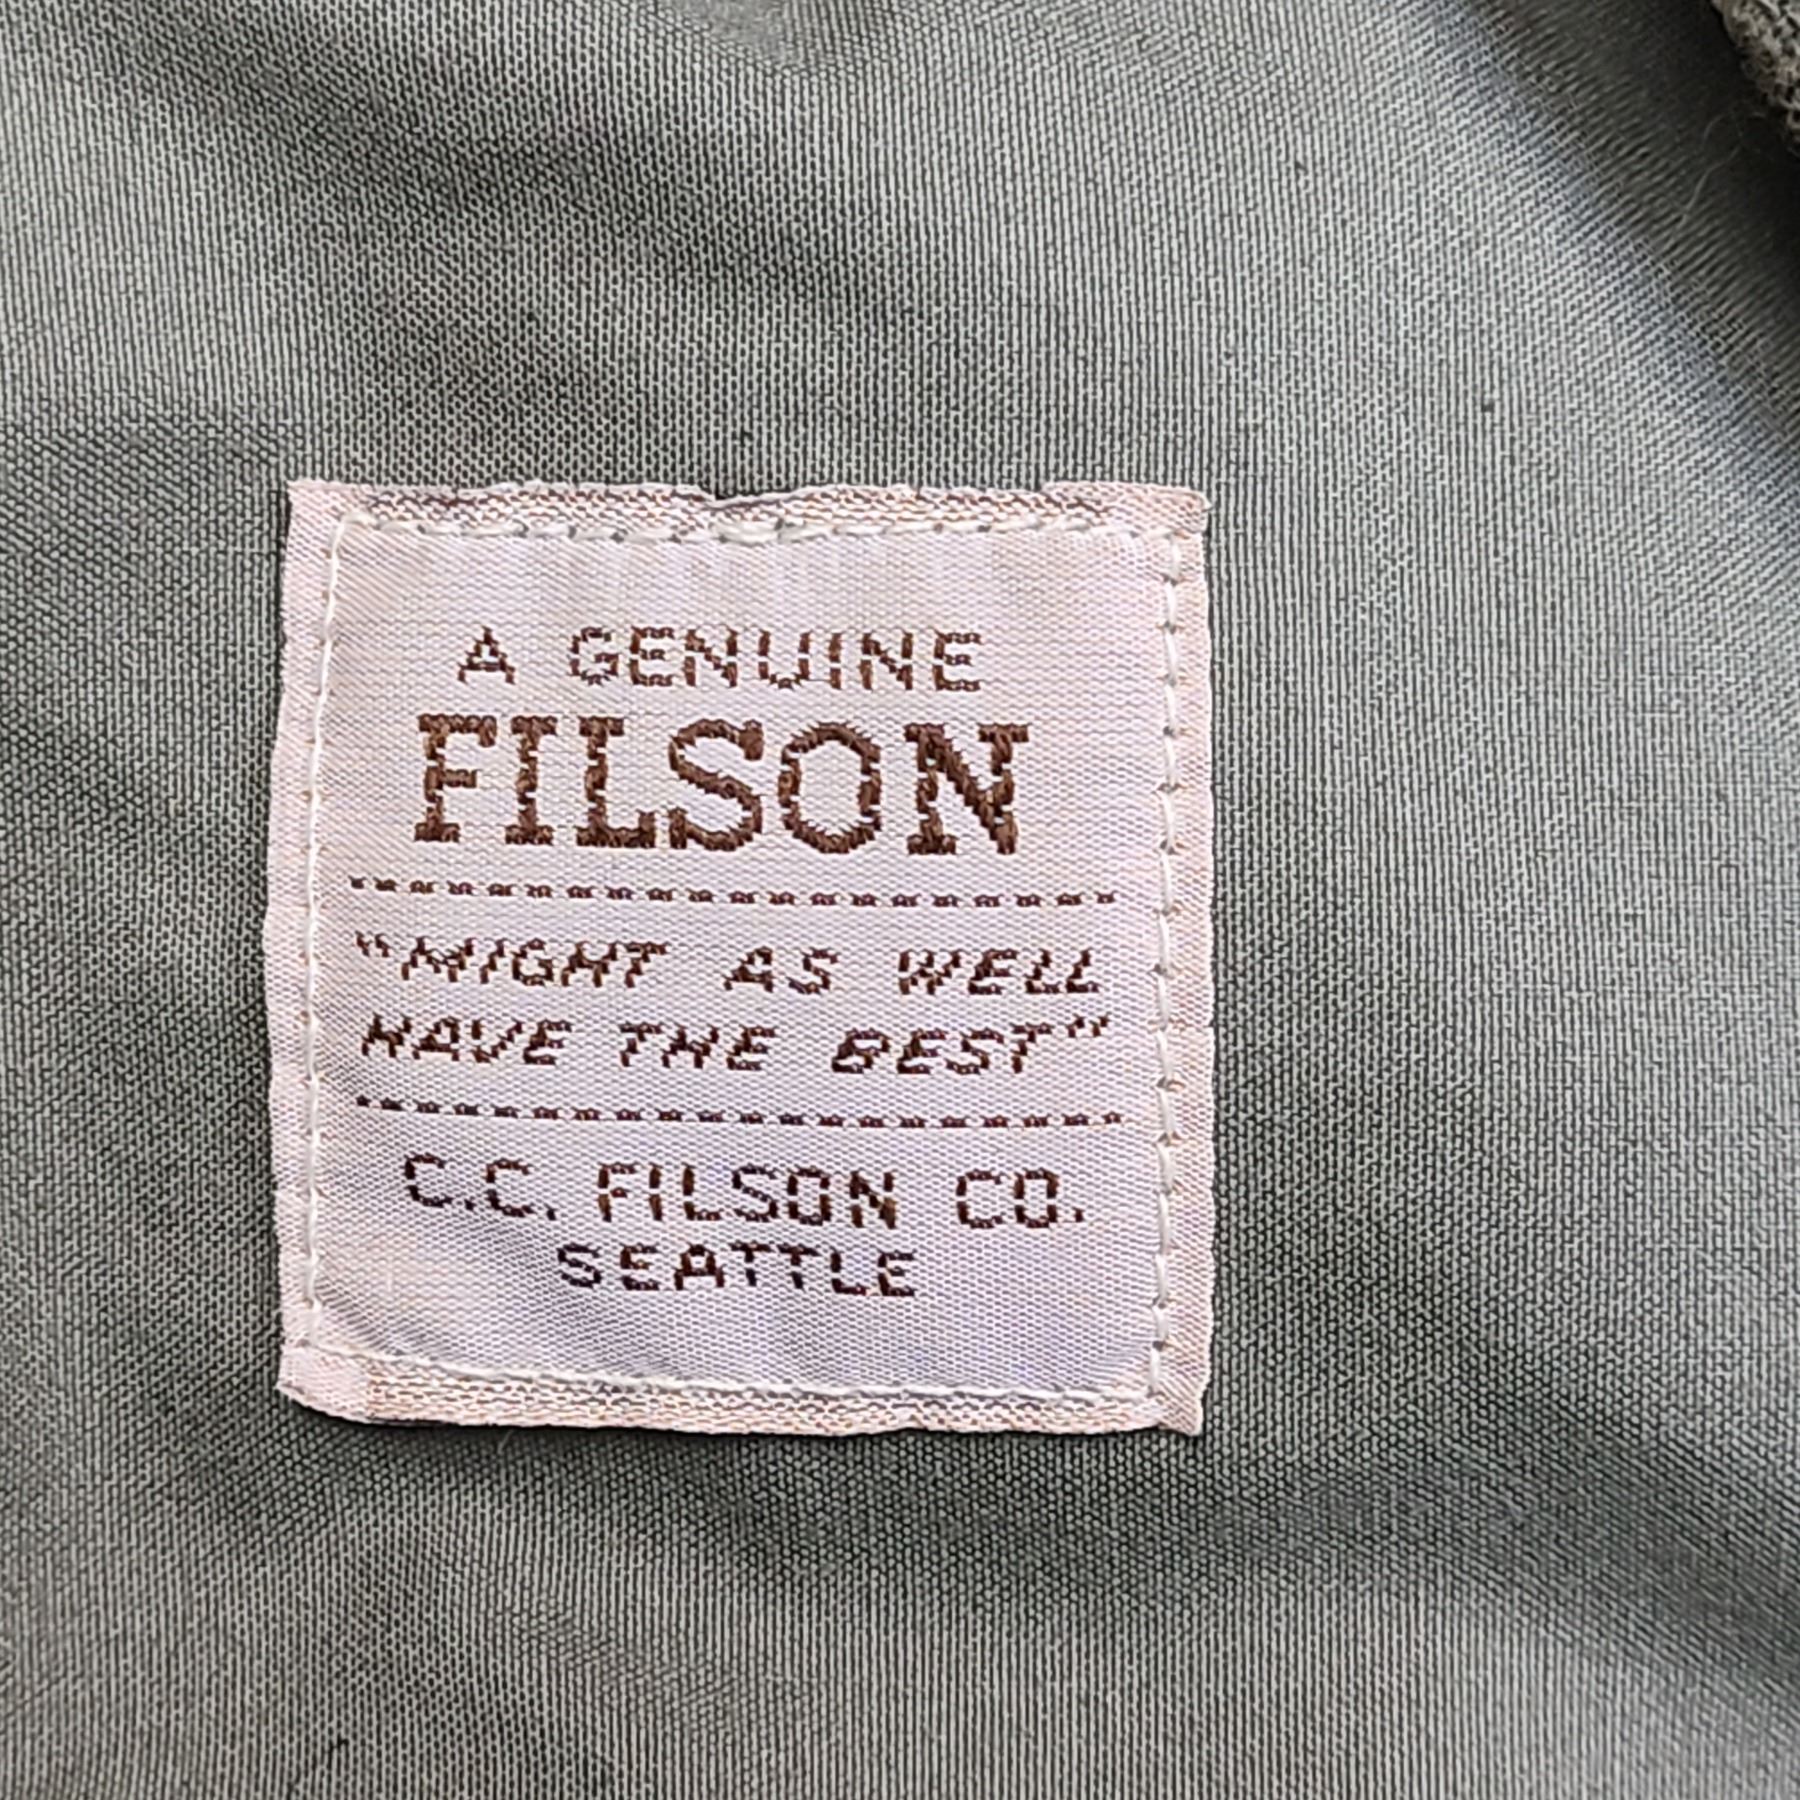 A GENUINE
FILSON
"MIGHT AS WELL
HAVE THE BEST"
C.C. FILSON CO.
SEATTLE